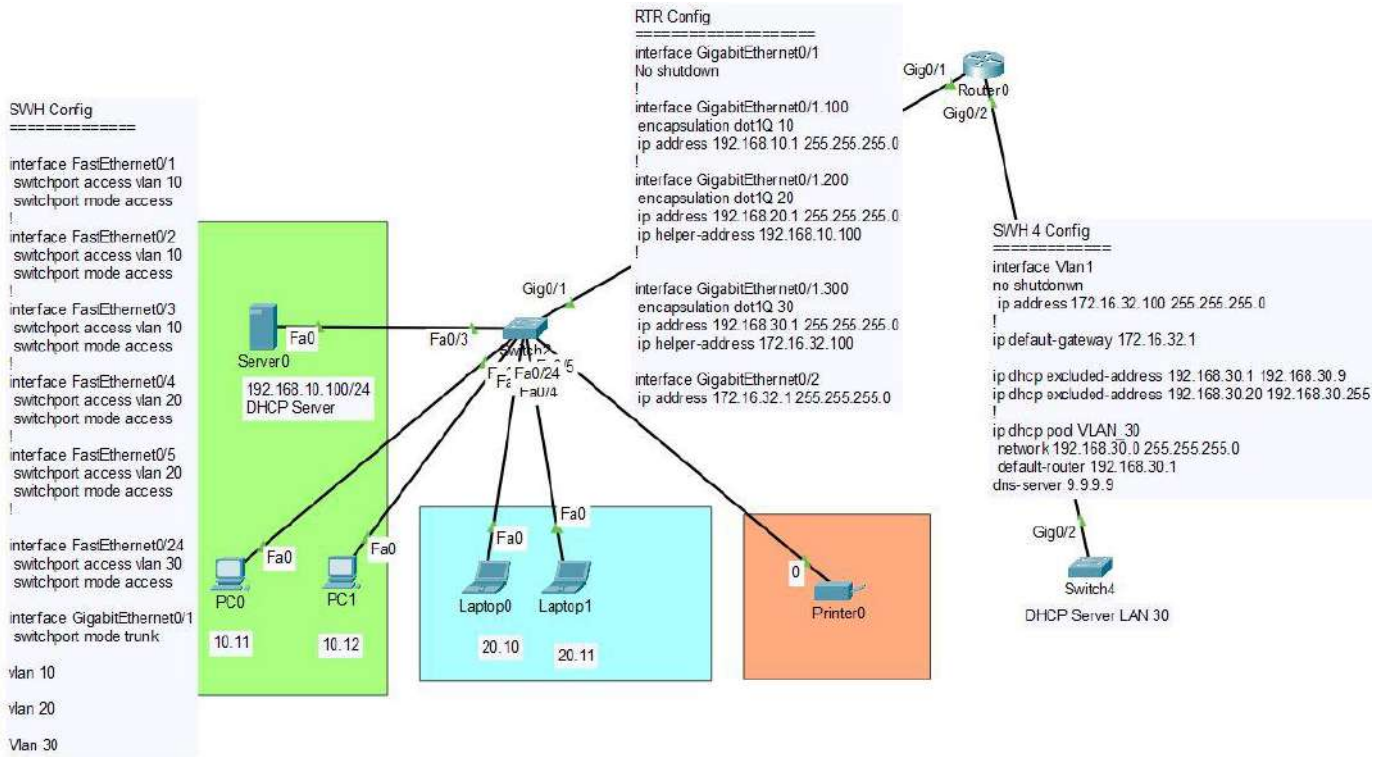 SWH Config
==============
interface FastEthernet0/1
switchport access vlan 10
switchport mode access
!
interface FastEthernet0/2
switchport access vlan 10
switchport mode access
!
interface FastEthernet0/3
switchport access vlan 10
switchport mode access
!
interface FastEthernet0/4
switchport access vlan 20
switchport mode access
!
interface FastEthernet0/5
switchport access vlan 20
switchport mode access
!
interface FastEthernet0/24
switchport access vlan 30
switchport mode access
interface GigabitEthernet0/1
switchport mode trunk
vlan 10
vlan 20
Vlan 30
RTR Config
====================
interface GigabitEthernet0/1
No shutdown
!
interface GigabitEthernet0/1.100
encapsulation dot1Q 10
ip address 192.168.10.1 255.255.255.0
!
interface GigabitEthernet0/1.200
encapsulation dot1Q 20
ip address 192.168.20.1 255.255.255.0
ip helper-address 192.168.10.100
!
interface GigabitEthernet0/1.300
encapsulation dot1Q 30
ip address 192.168.30.1 255.255.255.0
ip helper-address 172.16.32.100
interface GigabitEthernet0/2
ip address 172.16.32.1 255.255.255.0
Gig0/1
Router0
Gig0/2
SWH 4 Config
=============
interface Vlan1
no shutdonwn
ip address 172.16.32.100 255.255.255.0
!
ip default-gateway 172.16.32.1
ip dhcp excluded-address 192.168.30.1 192.168.30.9
ip dhcp excluded-address 192.168.30.20 192.168.30.255
!
ip dhcp pool VLAN_30
network 192.168.30.0 255.255.255.0
default-router 192.168.30.1
dns-server 9.9.9.9
Gig0/2
Switch4
DHCP Server LAN 30
Gig0/1
Fa0
Fa0/3
Server0
192.168.10.100/24
DHCP Server
Fa0/24
Fa0/4
Fa0
PC0
10.11
Fa0
PC1
10.12
Fa0
Laptop0
20.10
Fa0
Laptop1
20.11
0
Printer0